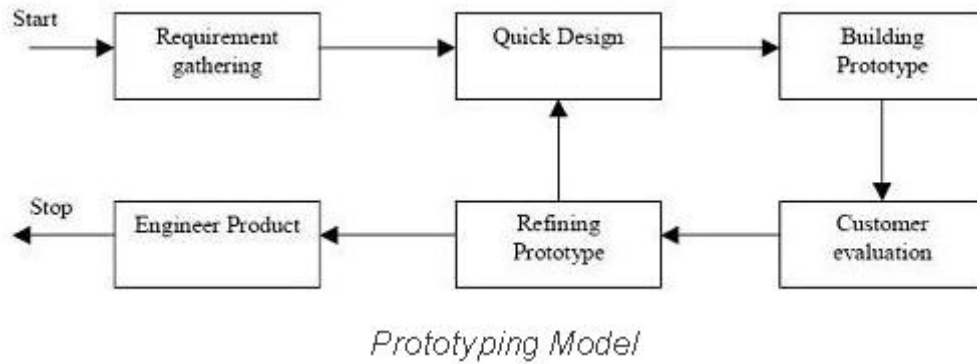 Start
Requirement
gathering
Quick Design
Building
Prototype
Stop
Engineer Product
Refining
Prototype
Customer
evaluation
Prototyping Model